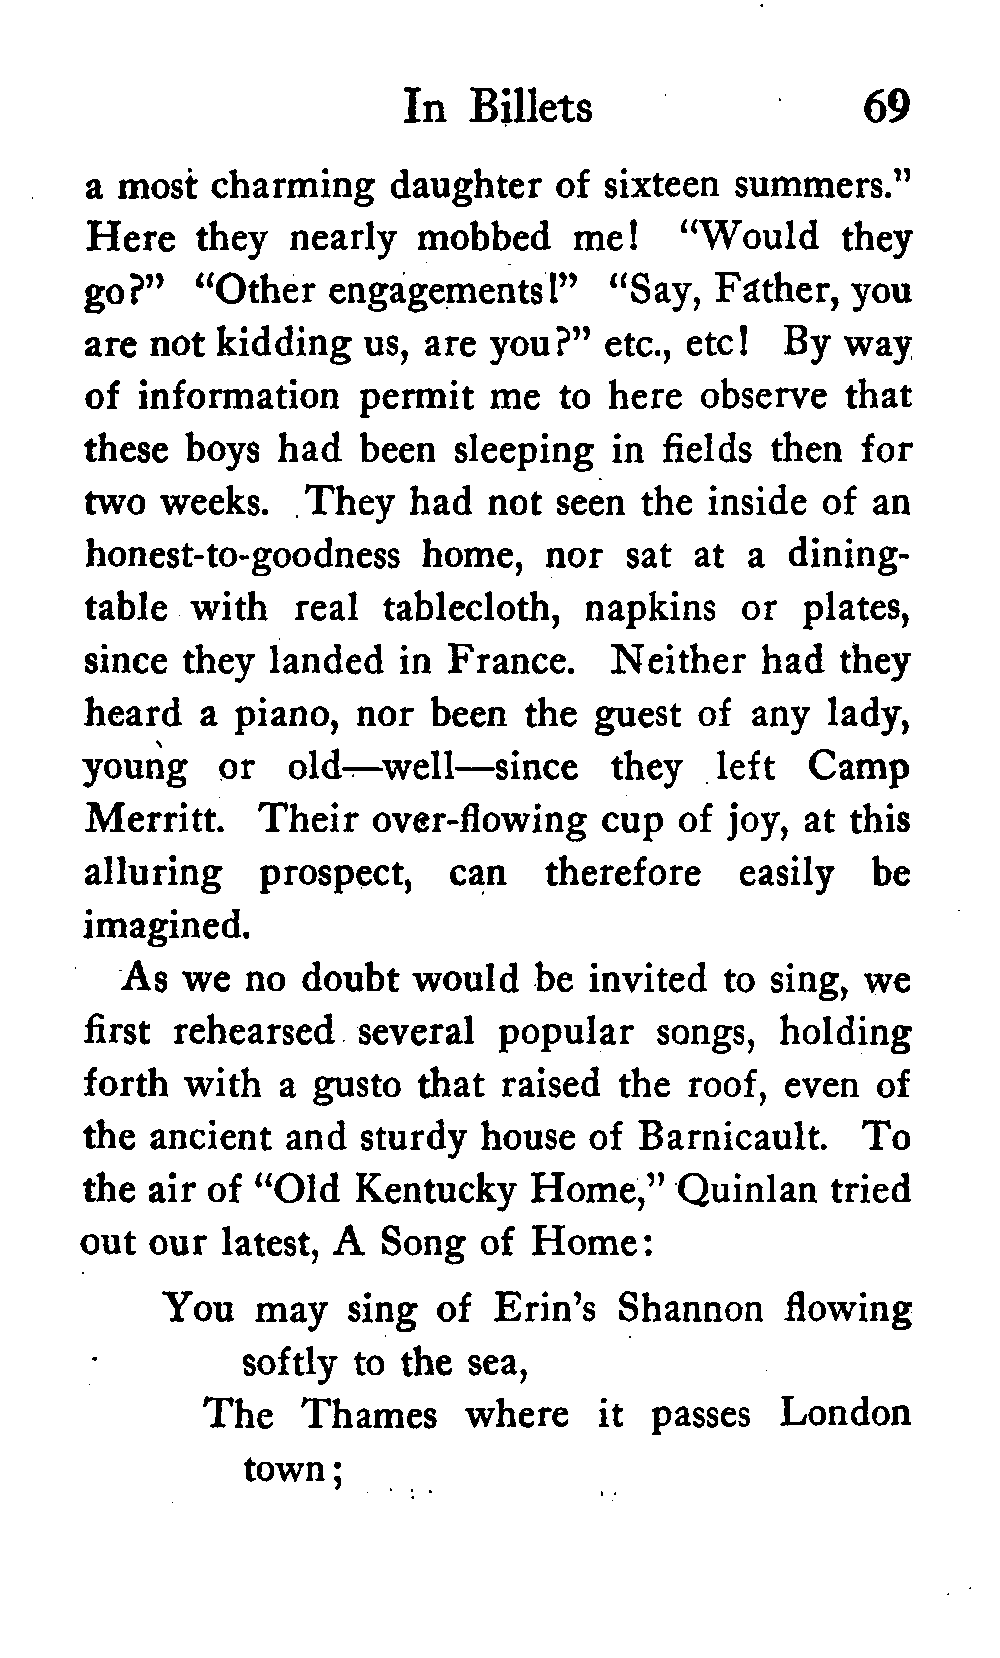 In Billets 69
a most charming daughter of sixteen summers."
Here they nearly mobbed me! "Would they
go?" "Other engagements!" "Say, Father, you
are not kidding us, are you?" etc., etc! By way
of information permit me to here observe that
these boys had been sleeping in fields then for
two weeks. They had not seen the inside of an
honest-to-goodness home, nor sat at a dining-
table with real tablecloth, napkins or plates,
since they landed in France. Neither had they
heard a piano, nor been the guest of any lady,
young or old—well—since they left Camp
Merritt. Their over-flowing cup of joy, at this
alluring prospect, can therefore easily be
imagined.
As we no doubt would be invited to sing, we
first rehearsed several popular songs, holding
forth with a gusto that raised the roof, even of
the ancient and sturdy house of Barnicault. To
the air of "Old Kentucky Home," Quinlan tried
out our latest, A Song of Home:
You may sing of Erin's Shannon flowing
softly to the sea,
The Thames where it passes London
town;